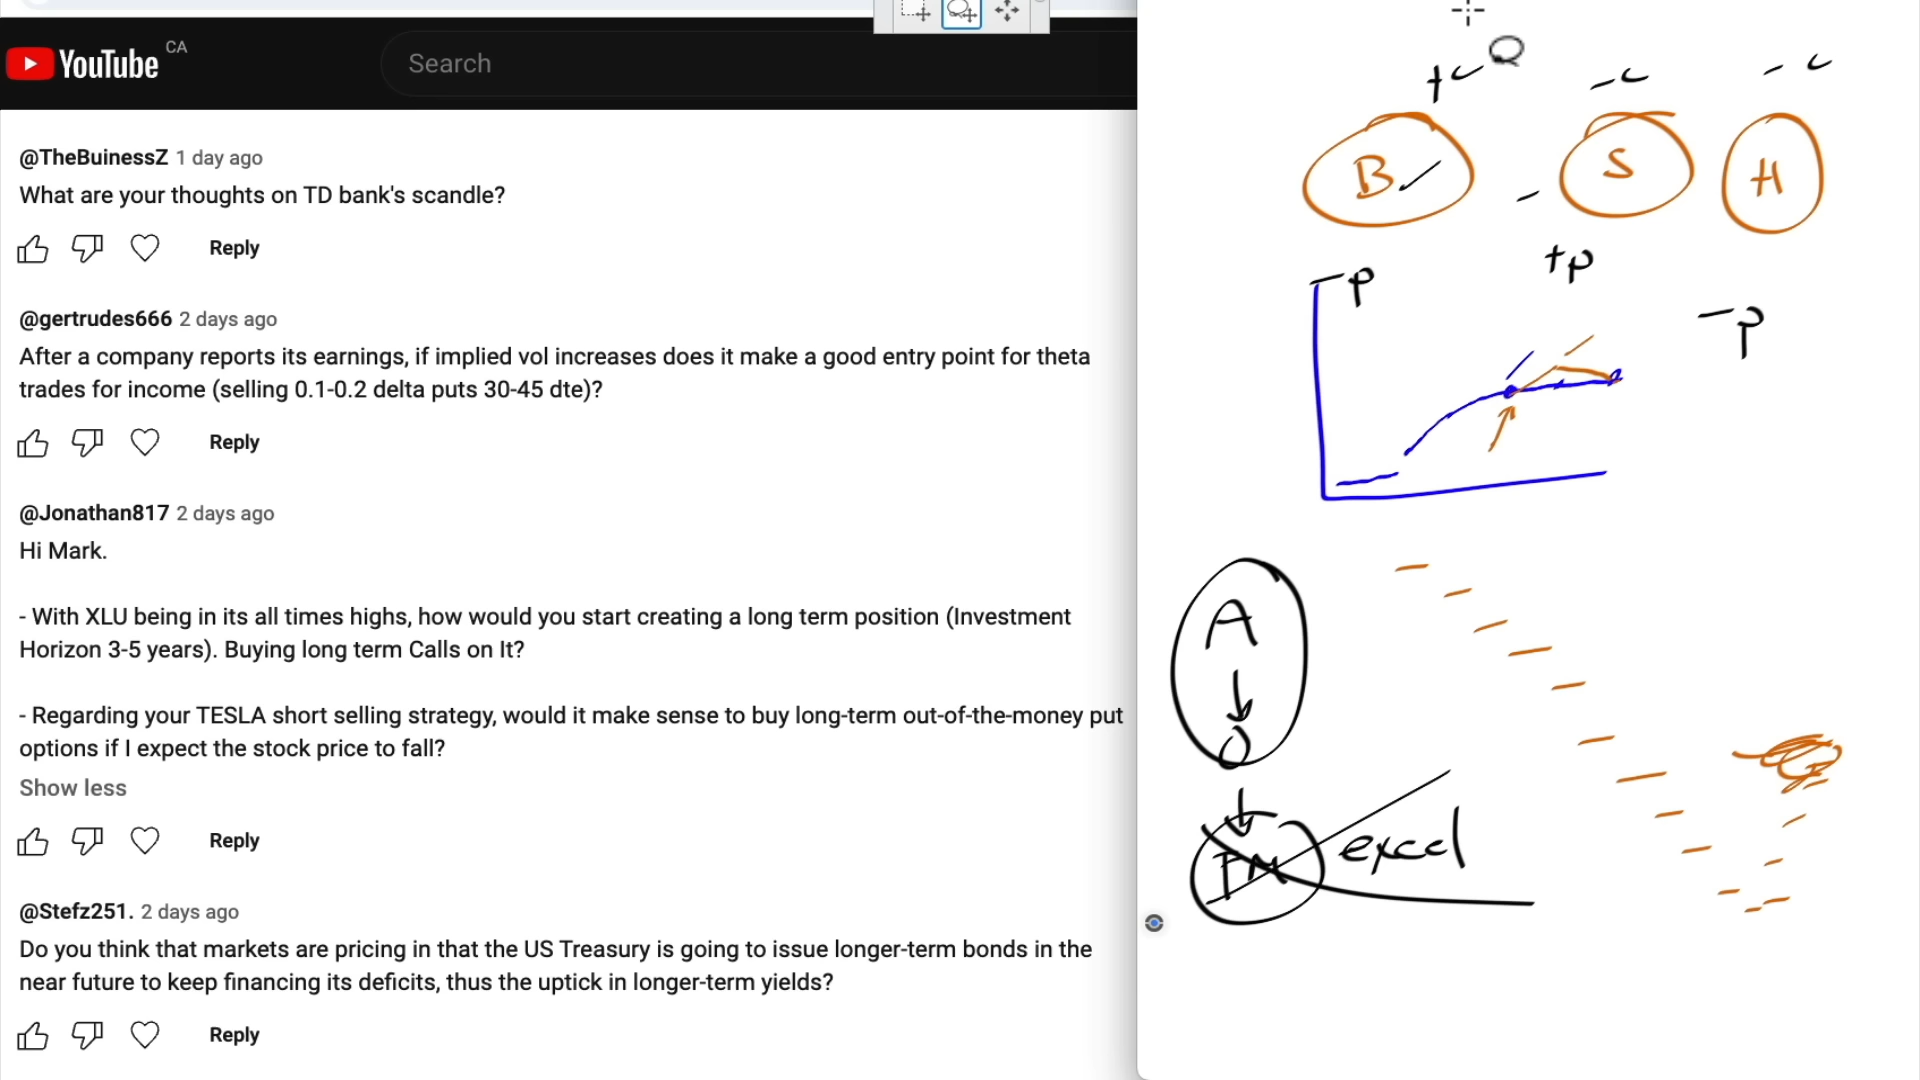 YouTube CA
Search
@TheBuinessZ 1 day ago
What are your thoughts on TD bank's scandle?
Reply
@gertrudes666 2 days ago
After a company reports its earnings, if implied vol increases does it make a good entry point for theta
trades for income (selling 0.1-0.2 delta puts 30-45 dte)?
Reply
@Jonathan817 2 days ago
Hi Mark.
- With XLU being in its all times highs, how would you start creating a long term position (Investment
Horizon 3-5 years). Buying long term Calls on It?
- Regarding your TESLA short selling strategy, would it make sense to buy long-term out-of-the-money put
options if I expect the stock price to fall?
Show less
Reply
@Stefz251. 2 days ago
Do you think that markets are pricing in that the US Treasury is going to issue longer-term bonds in the
near future to keep financing its deficits, thus the uptick in longer-term yields?
Reply
+c - c - c
B S H
-P +P -P
A
O
PM excel